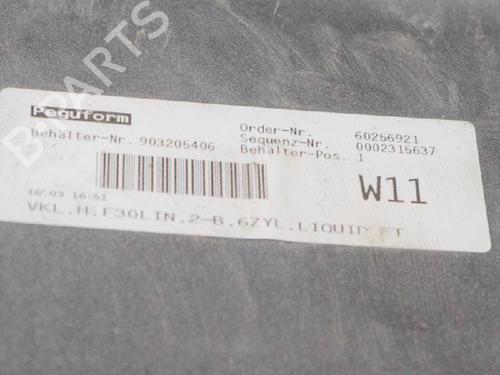 Peguform
Behälter-Nr. 903205406
Order-Nr. 60256921
Sequenz-Nr. 0002315637
Behälter-Pos. 1
W11
16.03 16:51
VKL.H.F30LIN.2-B.6ZYL.LIQUID
B-PARTS